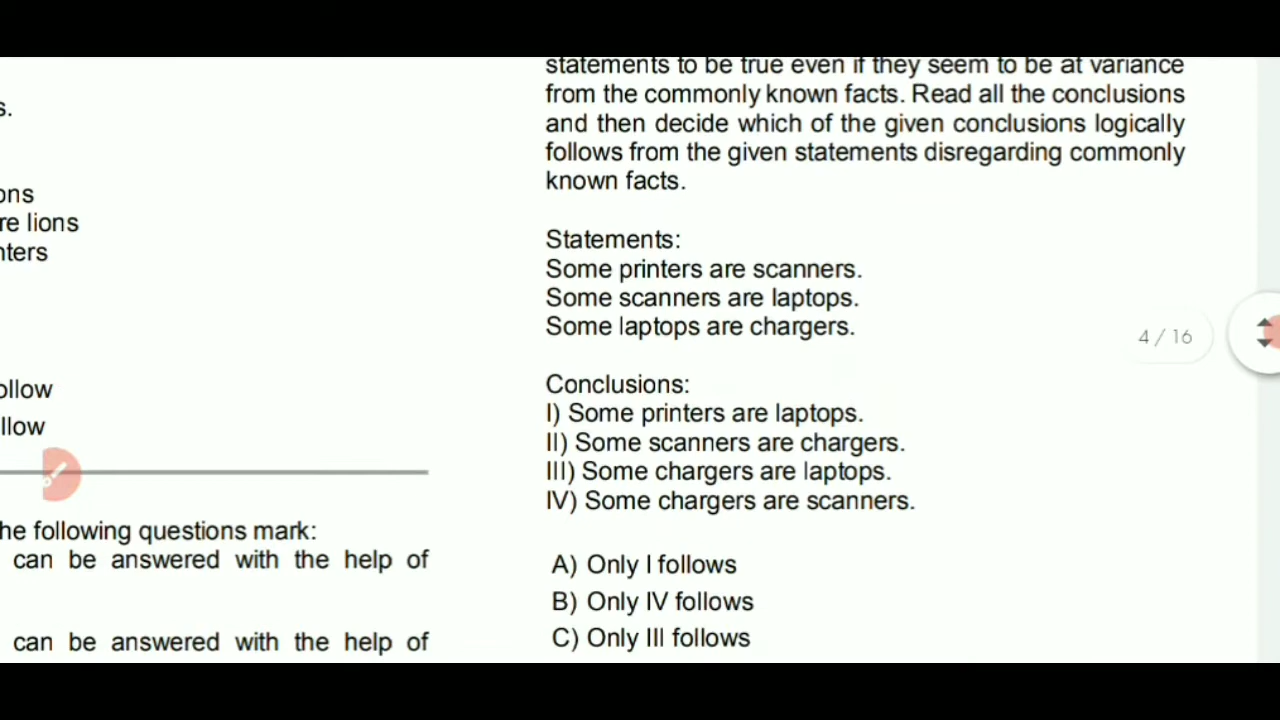 s.
ons
re lions
nters
ollow
llow
he following questions mark:
can be answered with the help of
can be answered with the help of
statements to be true even if they seem to be at variance
from the commonly known facts. Read all the conclusions
and then decide which of the given conclusions logically
follows from the given statements disregarding commonly
known facts.
Statements:
Some printers are scanners.
Some scanners are laptops.
Some laptops are chargers.
Conclusions:
I) Some printers are laptops.
II) Some scanners are chargers.
III) Some chargers are laptops.
IV) Some chargers are scanners.
A) Only I follows
B) Only IV follows
C) Only III follows
4 / 16